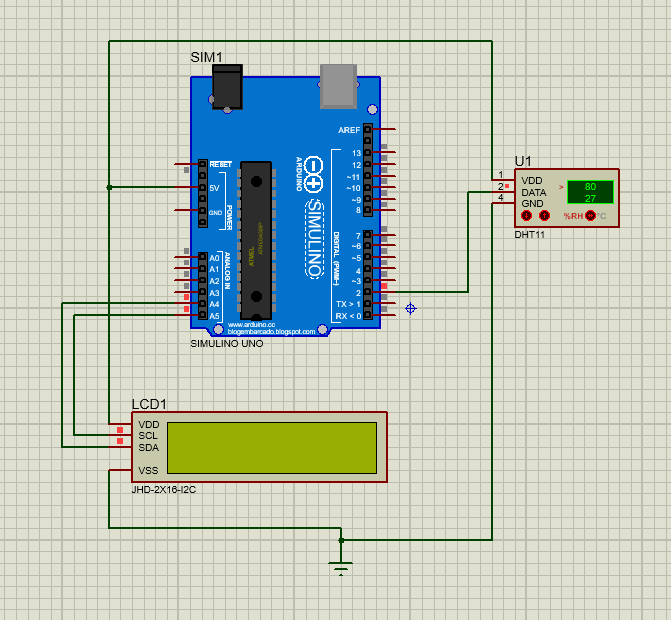 SIM1
AREF
13
12
~11
~10
~9
8
RESET
5V
GND
POWER
ARDUINO
SIMULINO
DIGITAL (PWM~)
ANALOG IN
A0
A1
A2
A3
A4
A5
7
~6
~5
4
~3
2
TX > 1
RX < 0
www.arduino.cc
blogembarcado.blogspot.com
SIMULINO UNO
U1
1
2
4
VDD
DATA
GND
>
80
27
%RH
°C
DHT11
LCD1
VDD
SCL
SDA
VSS
JHD-2X16-I2C